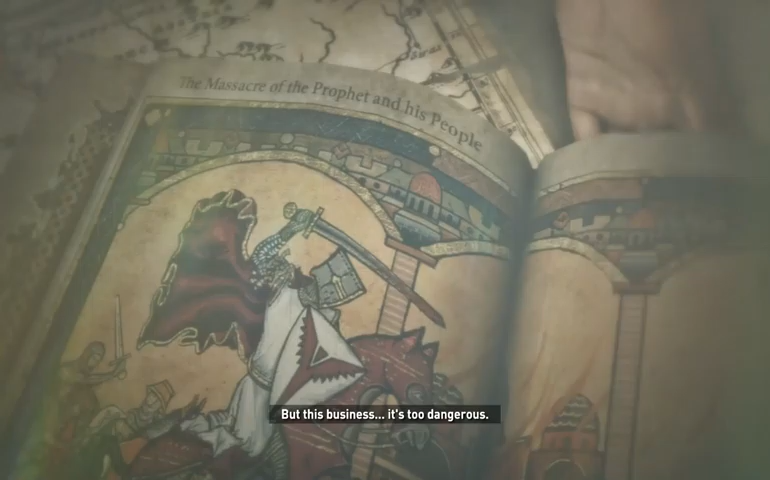 The Massacre of the Prophet and his People
But this business... it's too dangerous.